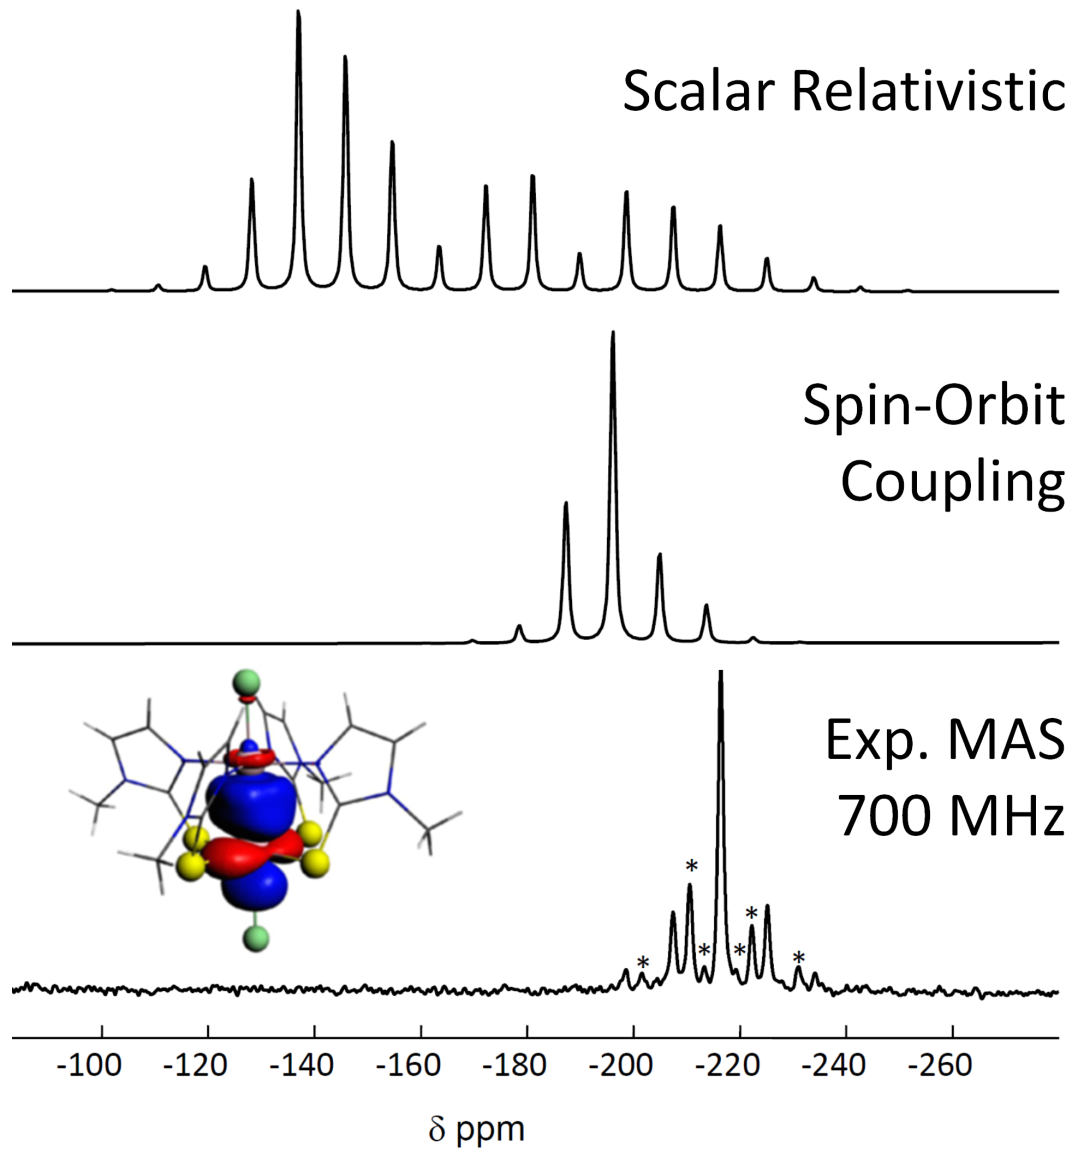 Scalar Relativistic
Spin-Orbit
Coupling
Exp. MAS
700 MHz
*
*
*
*
*
*
-100 -120 -140 -160 -180 -200 -220 -240 -260
δ ppm